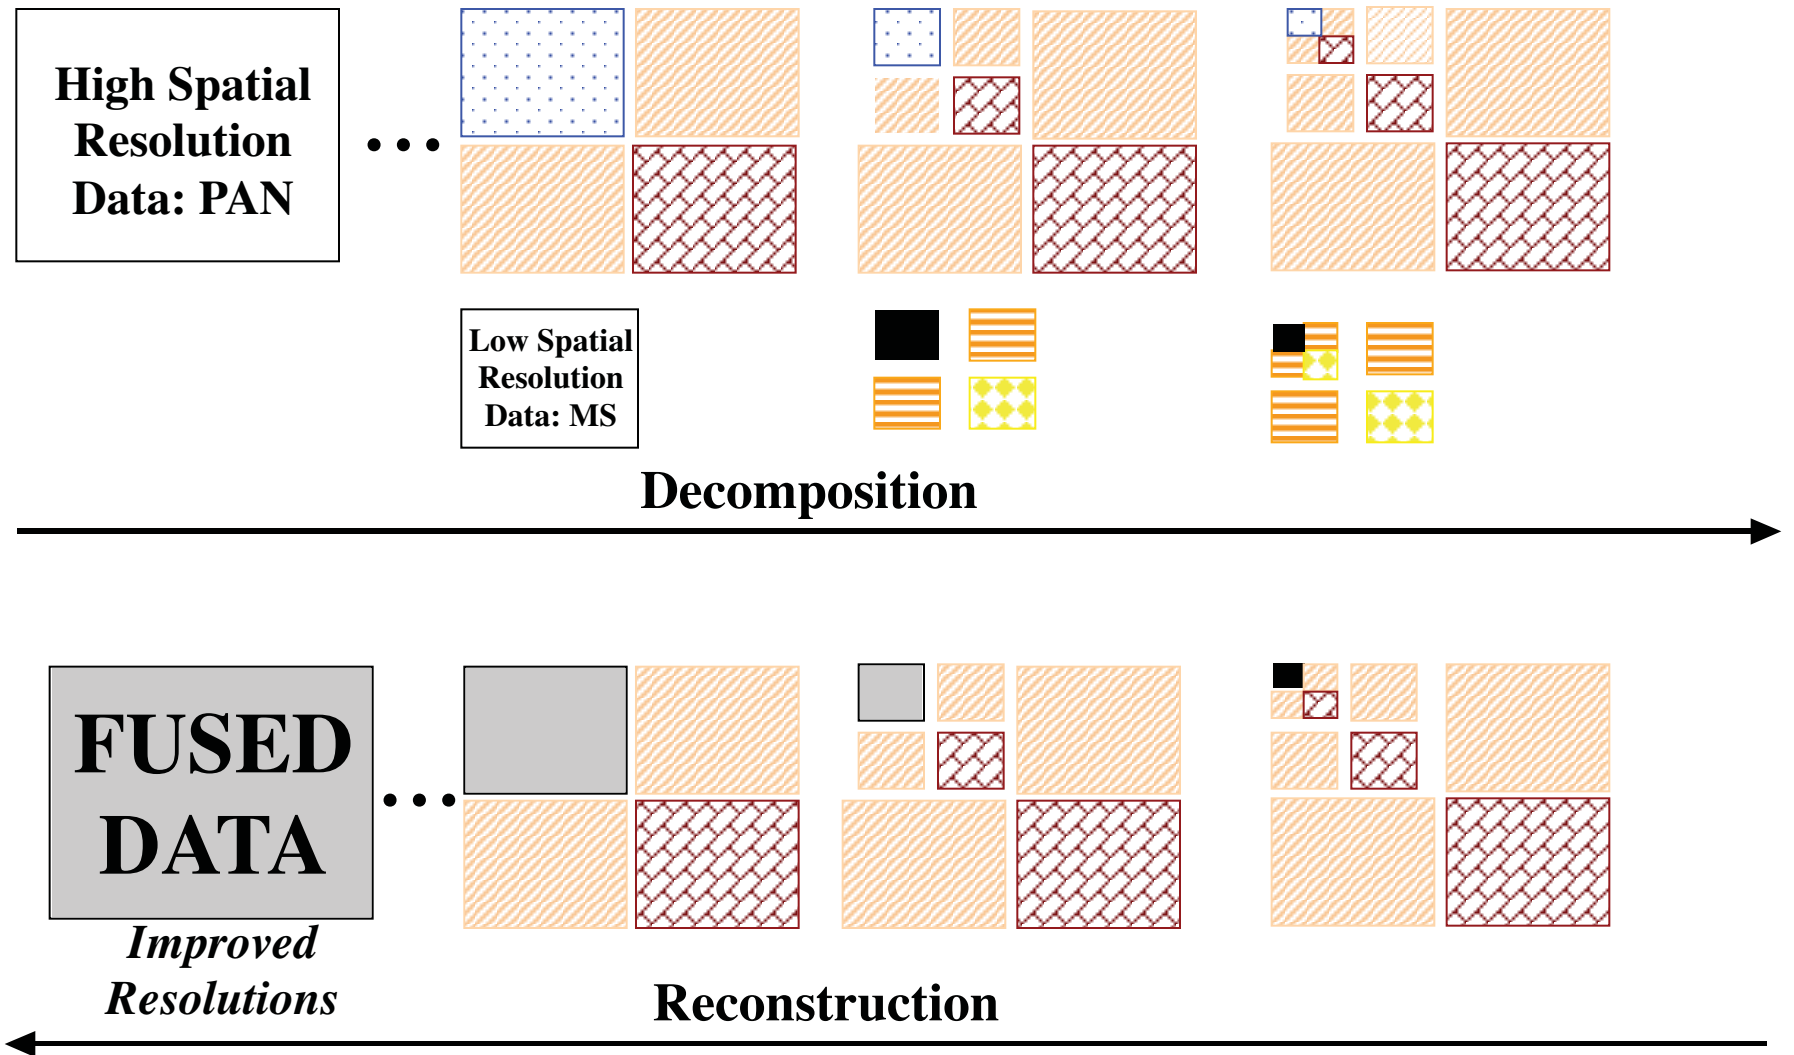 High Spatial
Resolution
Data: PAN
Low Spatial
Resolution
Data: MS
Decomposition
FUSED
DATA
Improved
Resolutions
Reconstruction